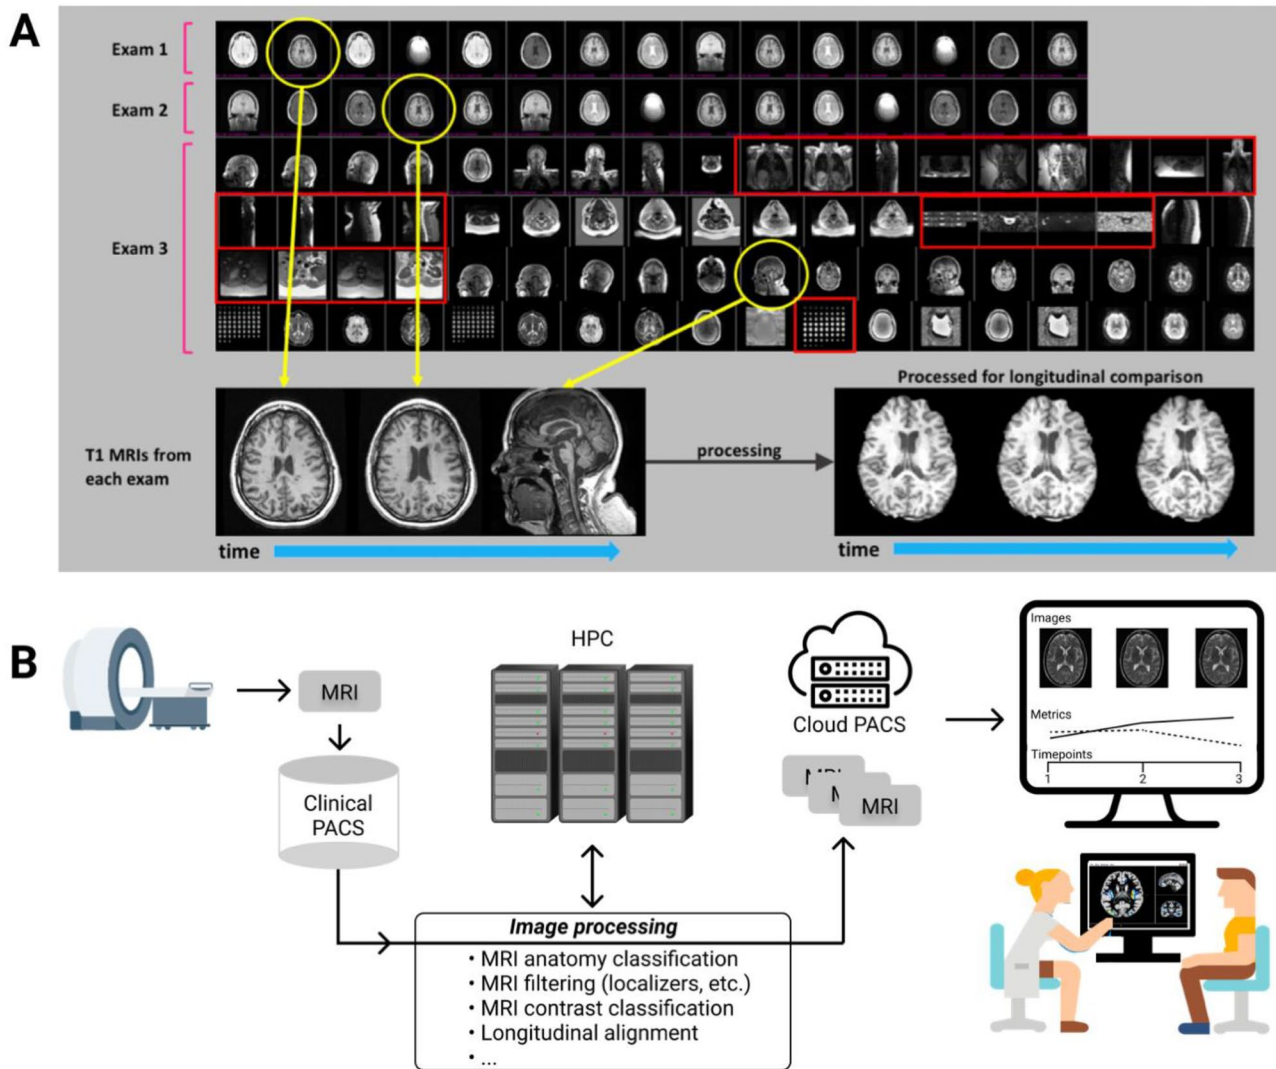 A
Exam 1
Exam 2
Exam 3
T1 MRIs from
each exam
processing
Processed for longitudinal comparison
time
time
B
MRI
Clinical
PACS
HPC
Image processing
• MRI anatomy classification
• MRI filtering (localizers, etc.)
• MRI contrast classification
• Longitudinal alignment
• ...
Cloud PACS
MRI
M
MRI
Images
Metrics
Timepoints
1 2 3